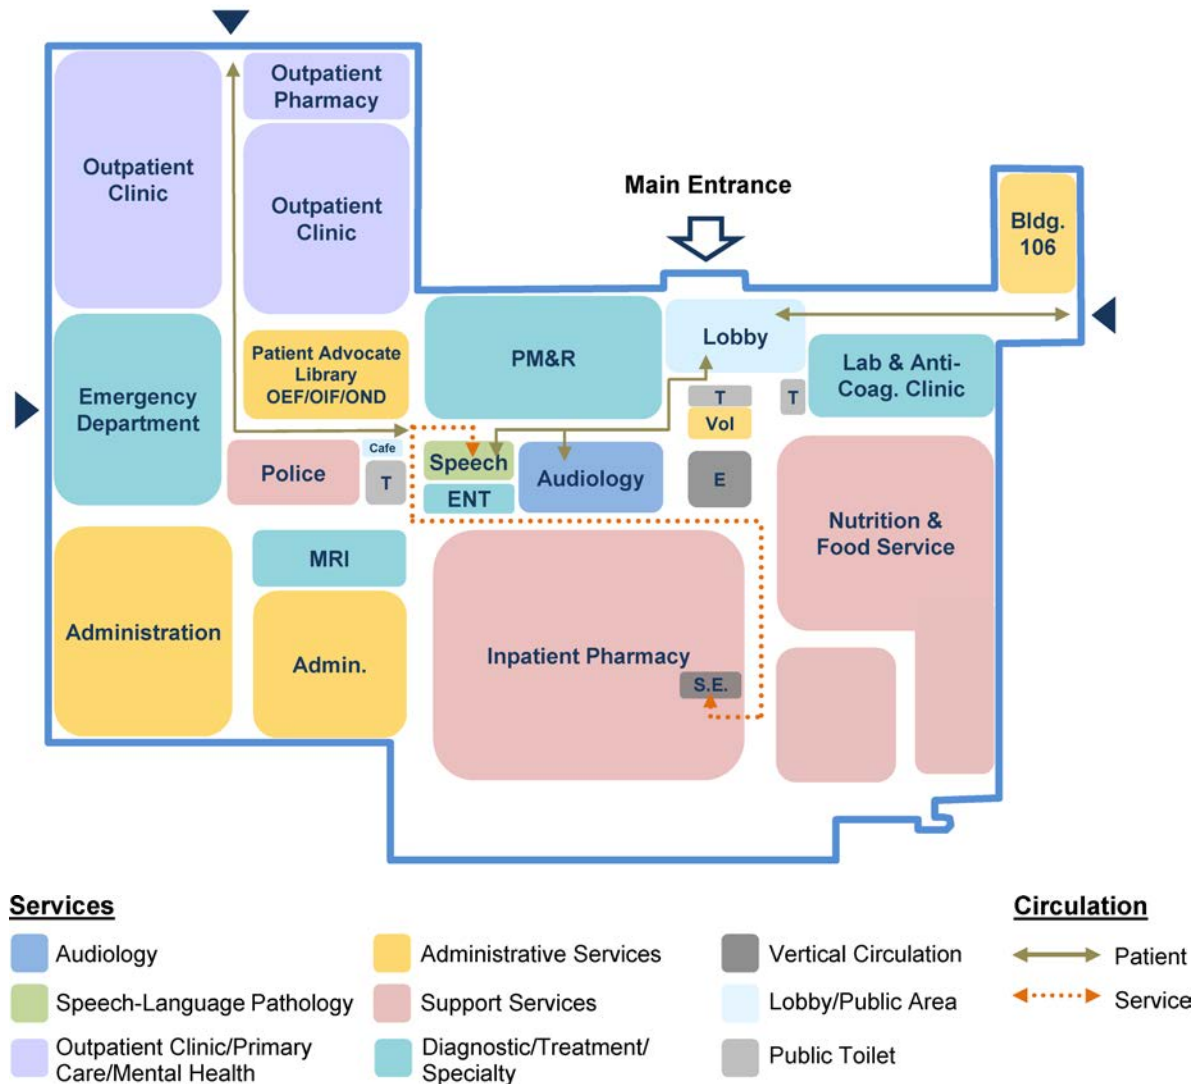 Outpatient
Pharmacy
Outpatient
Clinic
Outpatient
Clinic
Main Entrance
Bldg.
106
Lobby
PM&R
Patient Advocate
Library
OEF/OIF/OND
Lab & Anti-
Coag. Clinic
Emergency
Department
T
T
Vol
Cafe
Speech
Police
T
ENT
Audiology
E
Nutrition &
Food Service
MRI
Administration
Admin.
Inpatient Pharmacy
S.E.
Services
Audiology
Speech-Language Pathology
Outpatient Clinic/Primary
Care/Mental Health
Administrative Services
Support Services
Diagnostic/Treatment/
Specialty
Vertical Circulation
Lobby/Public Area
Public Toilet
Circulation
Patient
Service